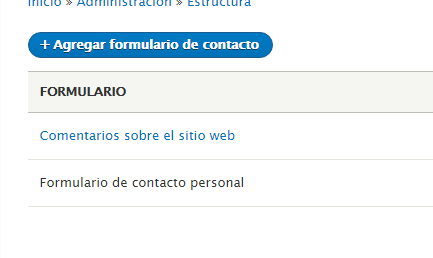 Inicio » Administración » Estructura
+ Agregar formulario de contacto
FORMULARIO
Comentarios sobre el sitio web
Formulario de contacto personal